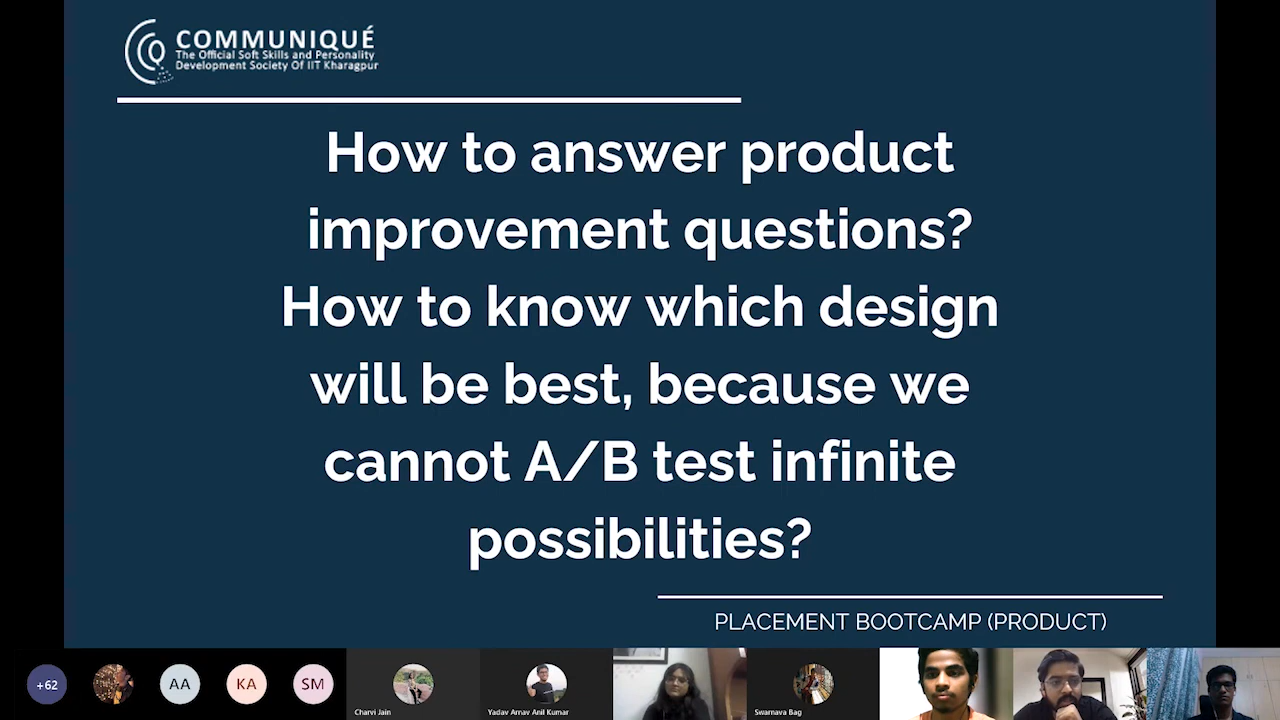 COMMUNIQUÉ
The Official Soft Skills and Personality
Development Society Of IIT Kharagpur
How to answer product
improvement questions?
How to know which design
will be best, because we
cannot A/B test infinite
possibilities?
PLACEMENT BOOTCAMP (PRODUCT)
+62
AA
KA
SM
Charvi Jain
Yadav Arnav Anil Kumar
Swarnava Bag